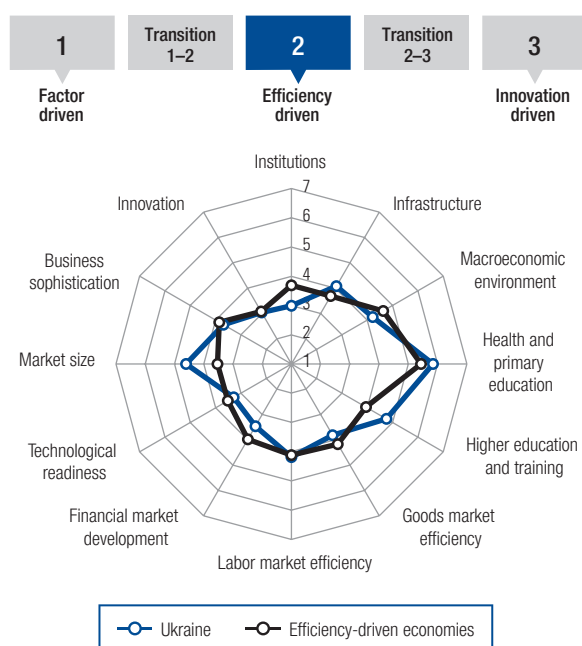 1
Transition
1–2
2
Transition
2–3
3
Factor
driven
Efficiency
driven
Innovation
driven
Institutions
Infrastructure
Macroeconomic
environment
Health and
primary
education
Higher education
and training
Goods market
efficiency
Labor market efficiency
Financial market
development
Technological
readiness
Market size
Business
sophistication
Innovation
7
6
5
4
3
2
1
Ukraine
Efficiency-driven economies